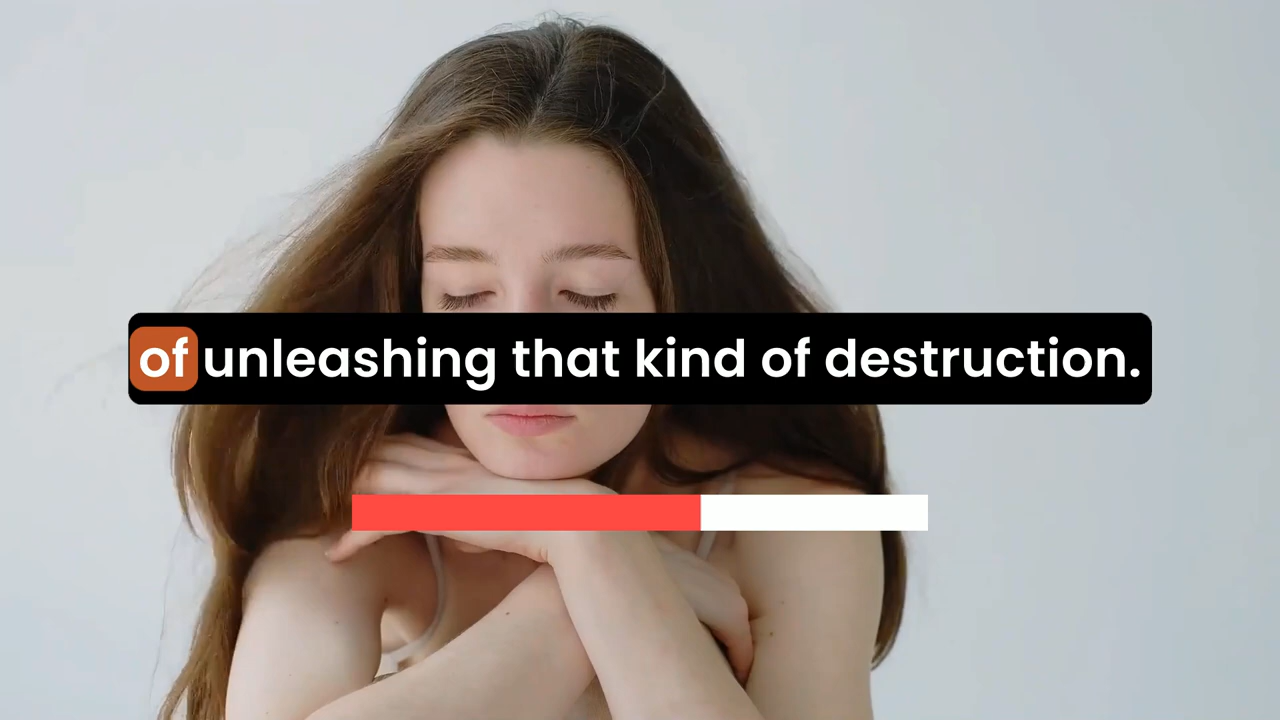 of unleashing that kind of destruction.